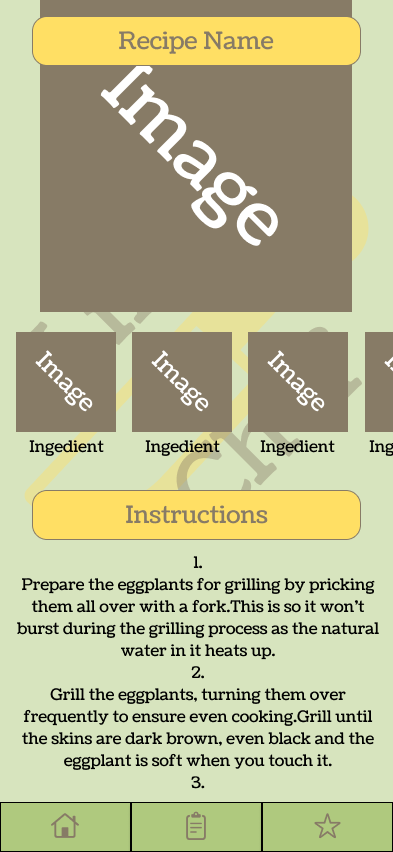 Recipe Name
Image
Image
Image
Image
Ingedient
Ingedient
Ingedient
Ing
Instructions
1.
Prepare the eggplants for grilling by pricking
them all over with a fork.This is so it won't
burst during the grilling process as the natural
water in it heats up.
2.
Grill the eggplants, turning them over
frequently to ensure even cooking.Grill until
the skins are dark brown, even black and the
eggplant is soft when you touch it.
3.